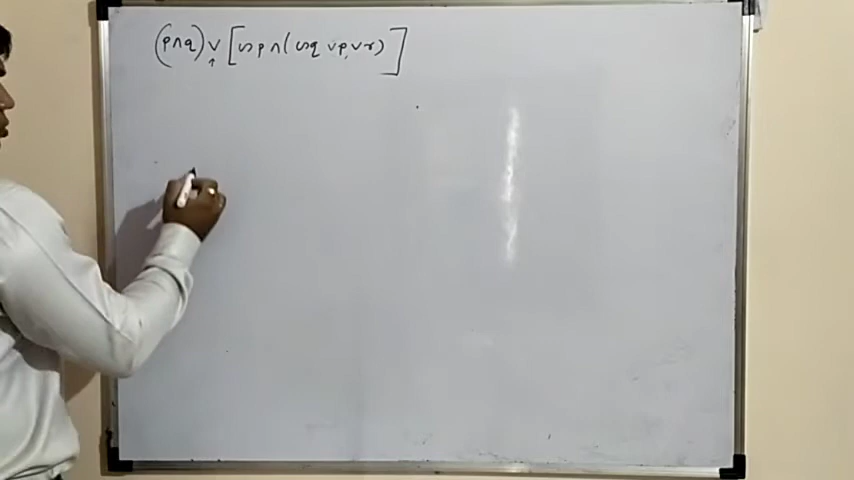 (p∧q) ∨ [∼p ∧ (∼q ∨ p ∨ r)]